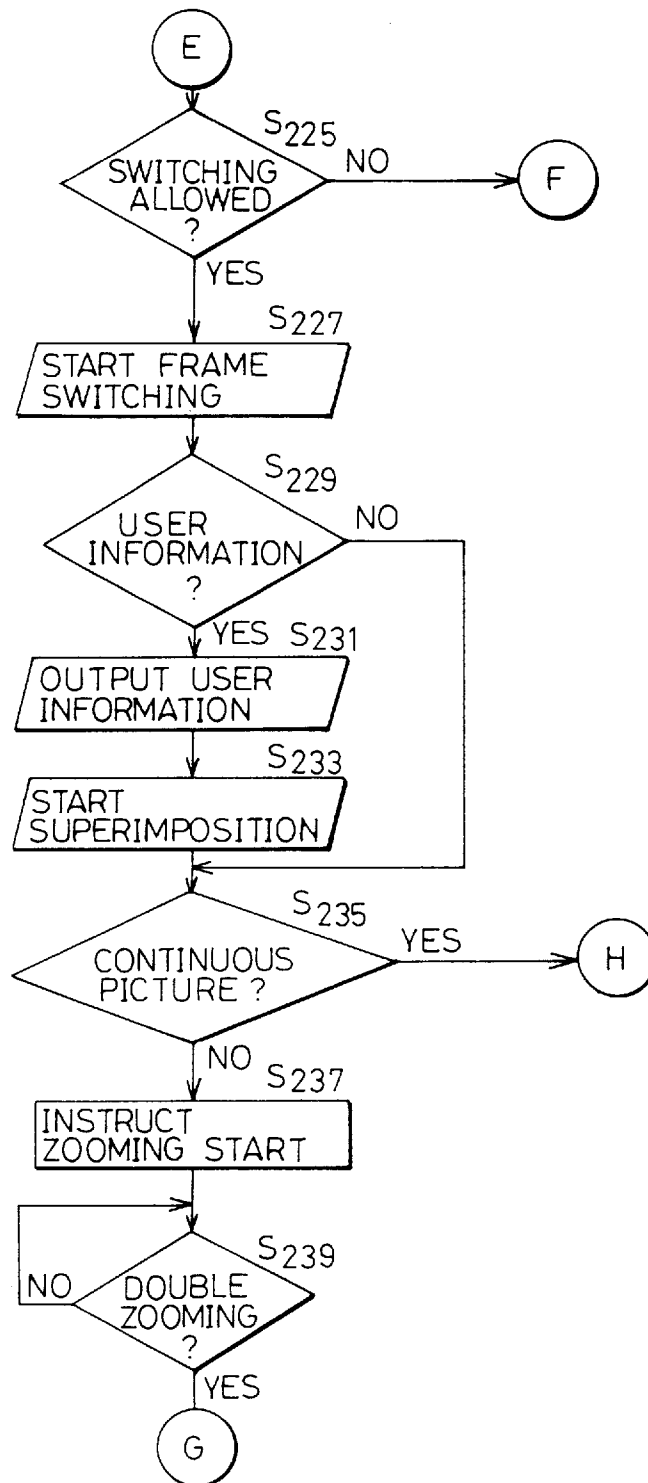 E
S225
SWITCHING
ALLOWED
?
NO
F
YES
S227
START FRAME
SWITCHING
S229
USER
INFORMATION
?
NO
YES S231
OUTPUT USER
INFORMATION
S233
START
SUPERIMPOSITION
S235
CONTINUOUS
PICTURE ?
YES
H
NO
S237
INSTRUCT
ZOOMING START
S239
NO
DOUBLE
ZOOMING
?
YES
G